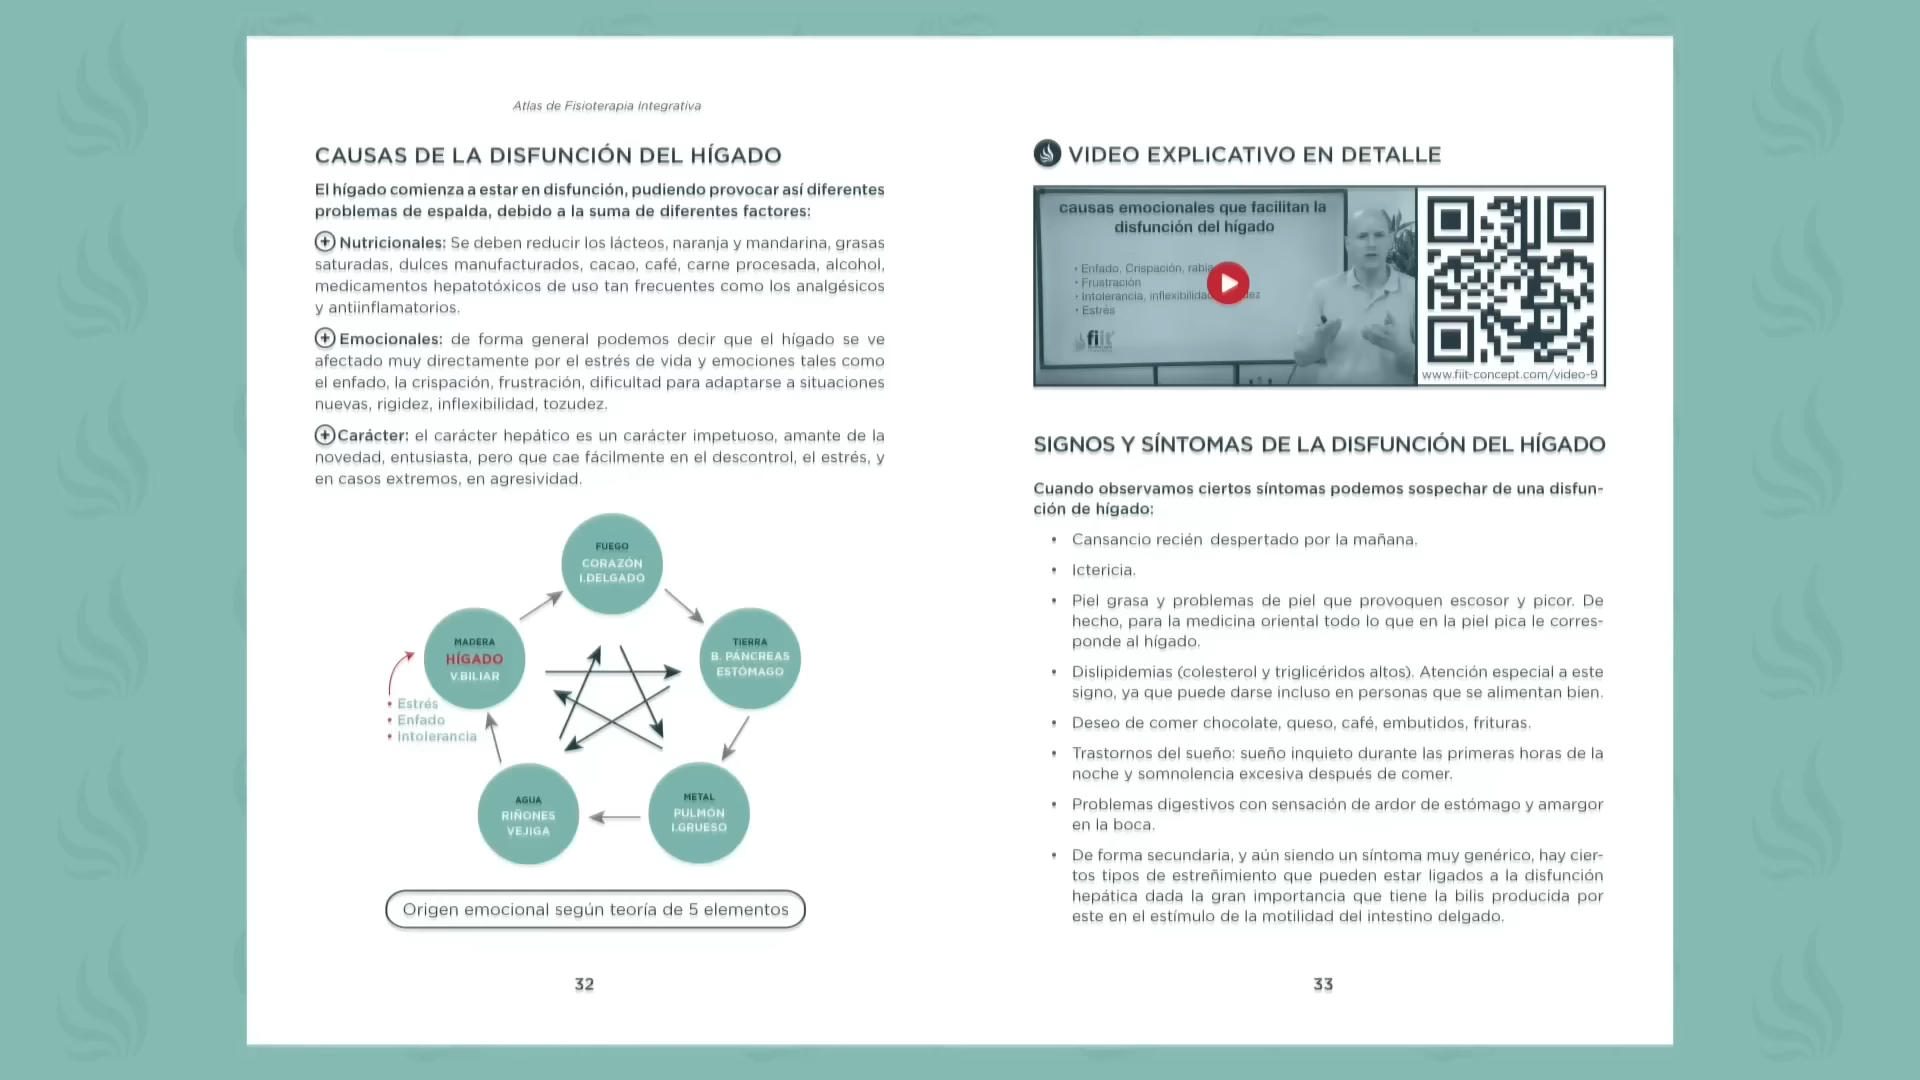 Atlas de Fisioterapia Integrativa
CAUSAS DE LA DISFUNCIÓN DEL HÍGADO
El hígado comienza a estar en disfunción, pudiendo provocar así diferentes
problemas de espalda, debido a la suma de diferentes factores:
Nutricionales: Se deben reducir los lácteos, naranja y mandarina, grasas
saturadas, dulces manufacturados, cacao, café, carne procesada, alcohol,
medicamentos hepatotóxicos de uso tan frecuentes como los analgésicos
y antiinflamatorios.
Emocionales: de forma general podemos decir que el hígado se ve
afectado muy directamente por el estrés de vida y emociones tales como
el enfado, la crispación, frustración, dificultad para adaptarse a situaciones
nuevas, rigidez, inflexibilidad, tozudez.
Carácter: el carácter hepático es un carácter impetuoso, amante de la
novedad, entusiasta, pero que cae fácilmente en el descontrol, el estrés, y
en casos extremos, en agresividad.
FUEGO
CORAZÓN
I.DELGADO
MADERA
HÍGADO
V.BILIAR
TIERRA
B. PÁNCREAS
ESTÓMAGO
• Estrés
• Enfado
• Intolerancia
AGUA
RIÑONES
VEJIGA
METAL
PULMÓN
I.GRUESO
Origen emocional según teoría de 5 elementos
32
VIDEO EXPLICATIVO EN DETALLE
causas emocionales que facilitan la
disfunción del hígado
• Enfado, Crispación, rabia
• Frustración
• Intolerancia, inflexibilidad
• Estrés
fiit
www.fiit-concept.com/video-9
SIGNOS Y SÍNTOMAS DE LA DISFUNCIÓN DEL HÍGADO
Cuando observamos ciertos síntomas podemos sospechar de una disfun-
ción de hígado:
• Cansancio recién despertado por la mañana.
• Ictericia.
• Piel grasa y problemas de piel que provoquen escosor y picor. De
hecho, para la medicina oriental todo lo que en la piel pica le corres-
ponde al hígado.
• Dislipidemias (colesterol y triglicéridos altos). Atención especial a este
signo, ya que puede darse incluso en personas que se alimentan bien.
• Deseo de comer chocolate, queso, café, embutidos, frituras.
• Trastornos del sueño: sueño inquieto durante las primeras horas de la
noche y somnolencia excesiva después de comer.
• Problemas digestivos con sensación de ardor de estómago y amargor
en la boca.
• De forma secundaria, y aún siendo un síntoma muy genérico, hay cier-
tos tipos de estreñimiento que pueden estar ligados a la disfunción
hepática dada la gran importancia que tiene la bilis producida por
este en el estímulo de la motilidad del intestino delgado.
33